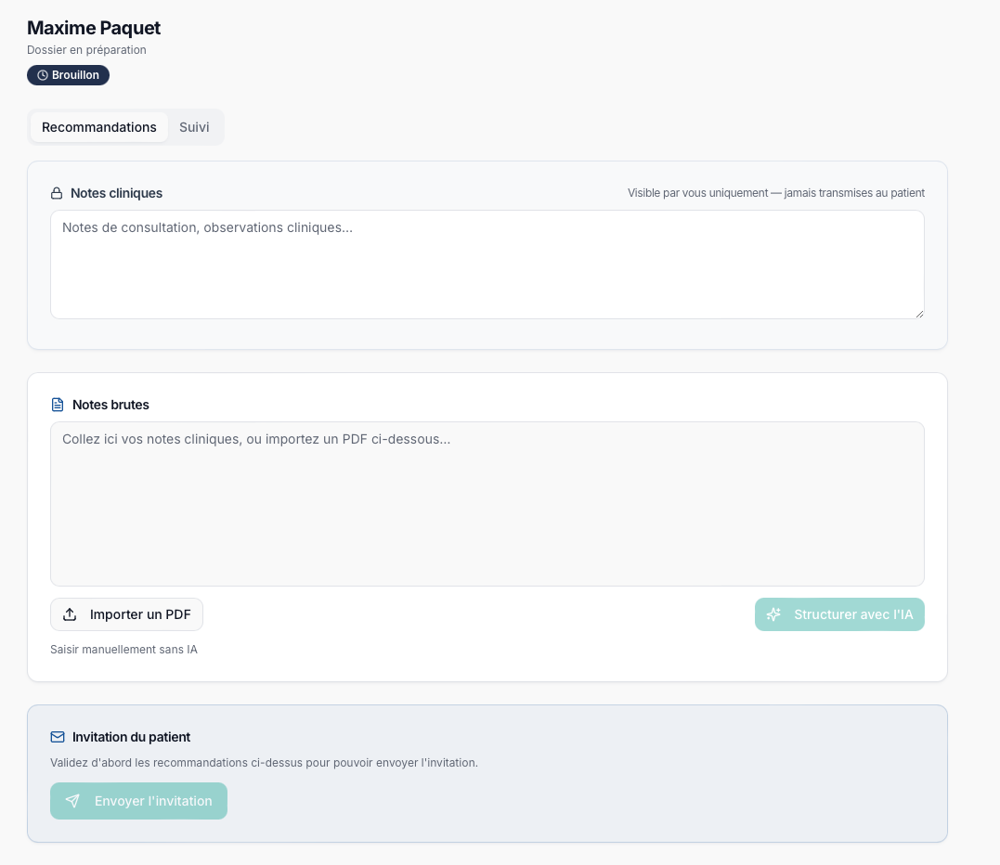 Maxime Paquet
Dossier en préparation
Brouillon
Recommandations Suivi
Notes cliniques Visible par vous uniquement — jamais transmises au patient
Notes de consultation, observations cliniques...
Notes brutes
Collez ici vos notes cliniques, ou importez un PDF ci-dessous...
Importer un PDF Structurer avec l'IA
Saisir manuellement sans IA
Invitation du patient
Validez d'abord les recommandations ci-dessus pour pouvoir envoyer l'invitation.
Envoyer l'invitation